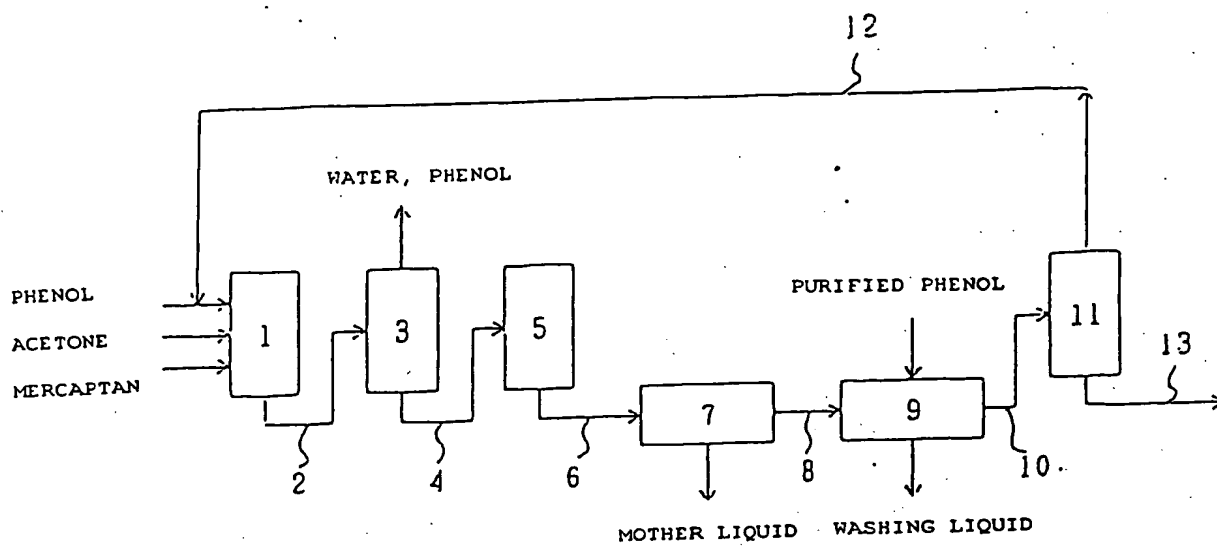 12
WATER, PHENOL
PHENOL
ACETONE
MERCAPTAN
1
3
5
PURIFIED PHENOL
11
13
7
9
2
4
6
8
10
MOTHER LIQUID
WASHING LIQUID